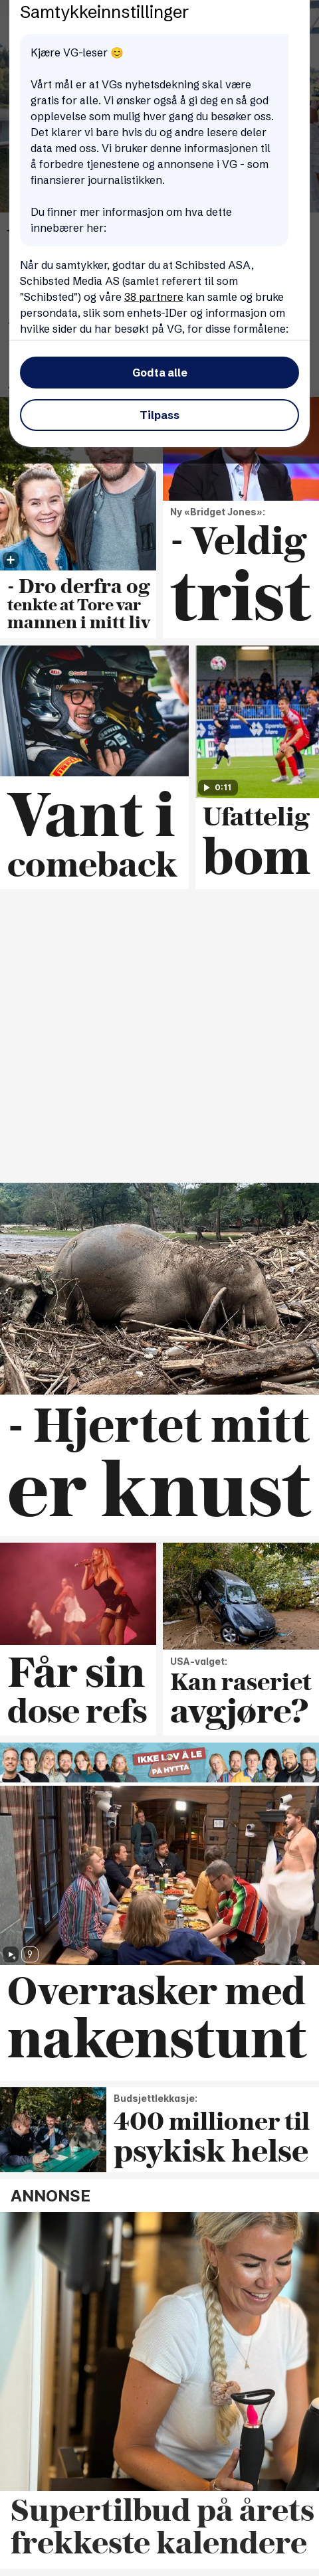 Samtykkeinnstillinger
Kjære VG-leser 😊
Vårt mål er at VGs nyhetsdekning skal være
gratis for alle. Vi ønsker også å gi deg en så god
opplevelse som mulig hver gang du besøker oss.
Det klarer vi bare hvis du og andre lesere deler
data med oss. Vi bruker denne informasjonen til
å forbedre tjenestene og annonsene i VG - som
finansierer journalistikken.
Du finner mer informasjon om hva dette
innebærer her:
Når du samtykker, godtar du at Schibsted ASA,
Schibsted Media AS (samlet referert til som
"Schibsted") og våre 38 partnere kan samle og bruke
persondata, slik som enhets-IDer og informasjon om
hvilke sider du har besøkt på VG, for disse formålene:
Godta alle
Tilpass
- Dro derfra og
tenkte at Tore var
mannen i mitt liv
Ny «Bridget Jones»:
- Veldig
trist
Vant i
comeback
0:11
Ufattelig
bom
- Hjertet mitt
er knust
Får sin
dose refs
USA-valget:
Kan raseriet
avgjøre?
IKKE LOV Å LE
PÅ HYTTA
9
Overrasker med
nakenstunt
Budsjettlekkasje:
400 millioner til
psykisk helse
ANNONSE
Supertilbud på årets
frekkeste kalendere